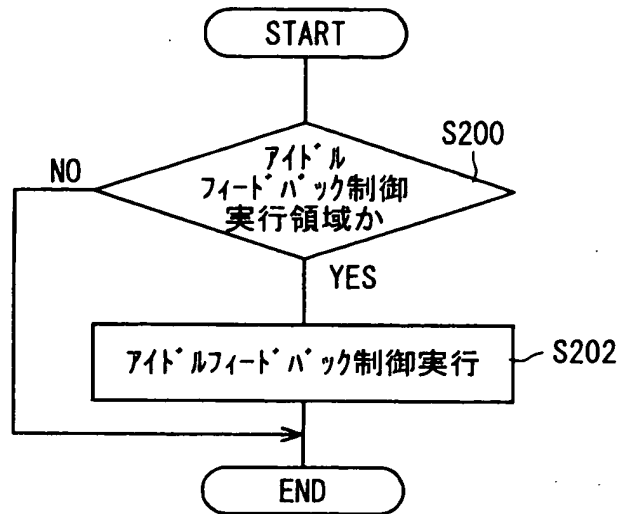 START
S200
アイドル
フィードバック制御
実行領域か
NO
YES
アイドルフィードバック制御実行
S202
END